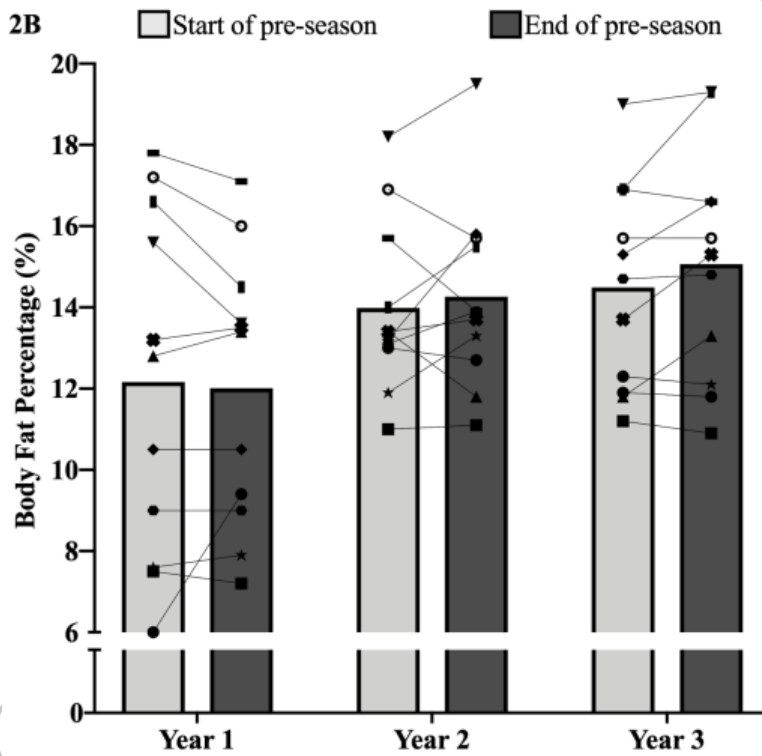 2B
Start of pre-season End of pre-season
Body Fat Percentage (%)
20
18
16
14
12
10
8
6
0
Year 1 Year 2 Year 3